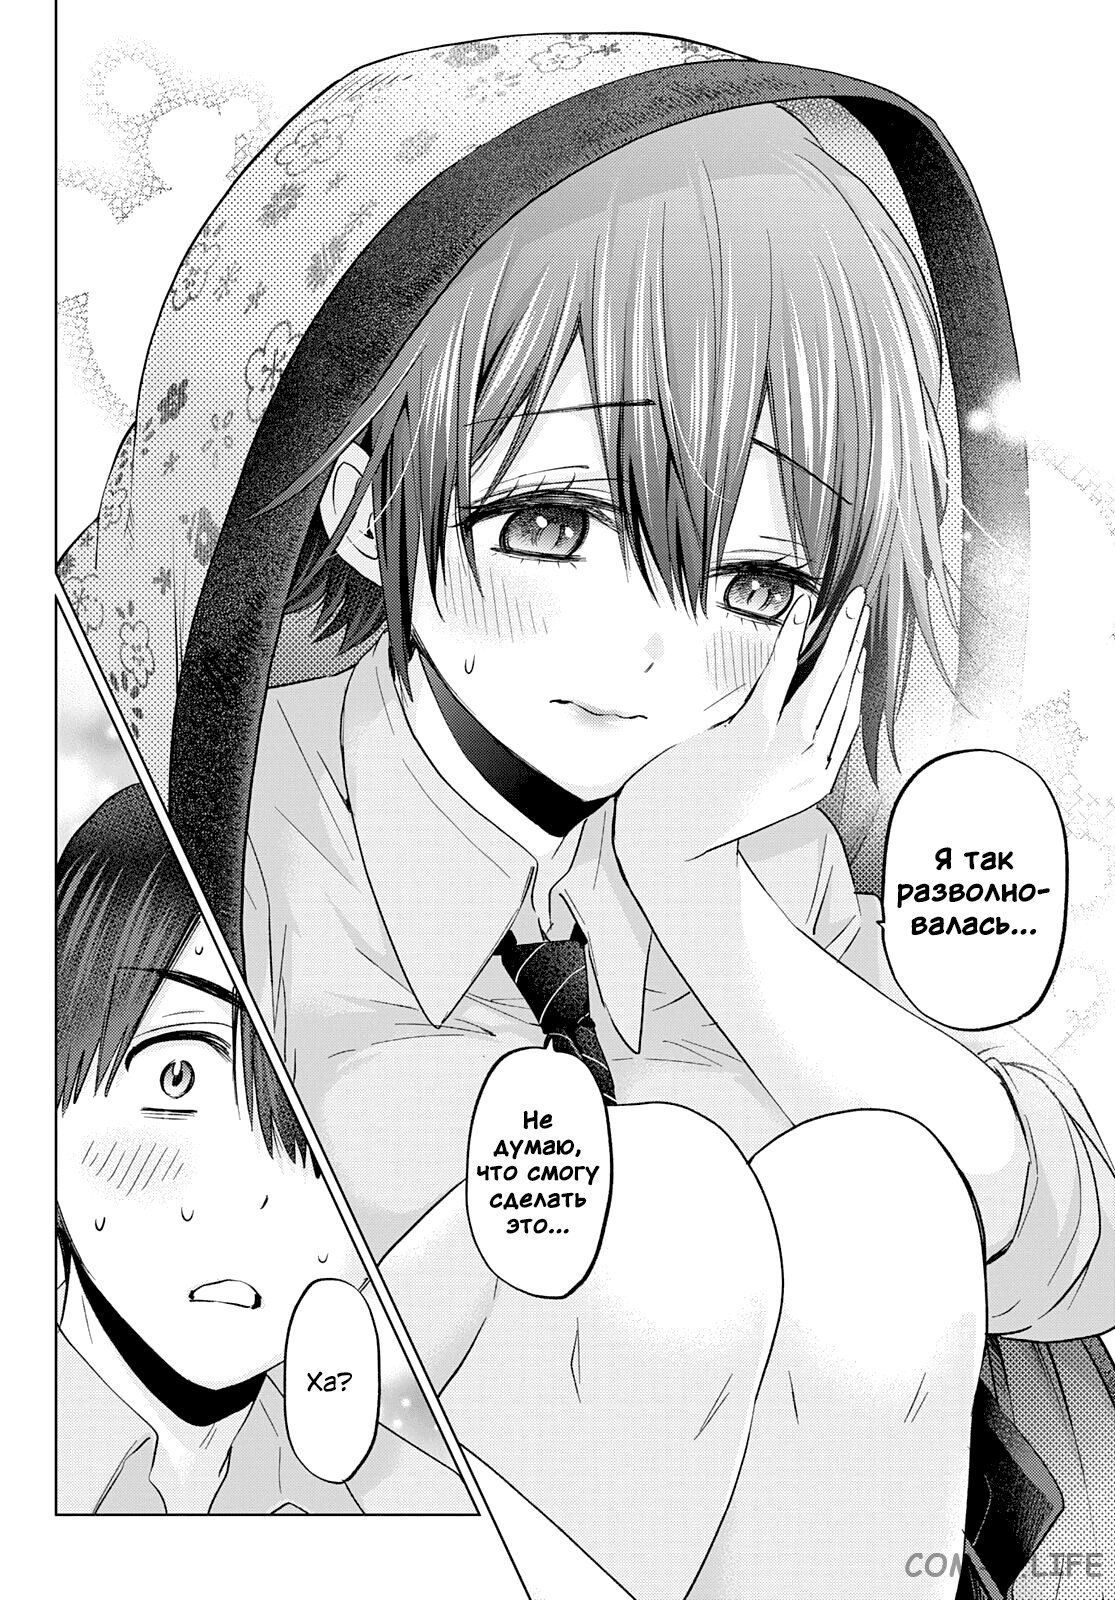 Я так
разволно-
валась...
Не
думаю,
что смогу
сделать
это...
Ха?